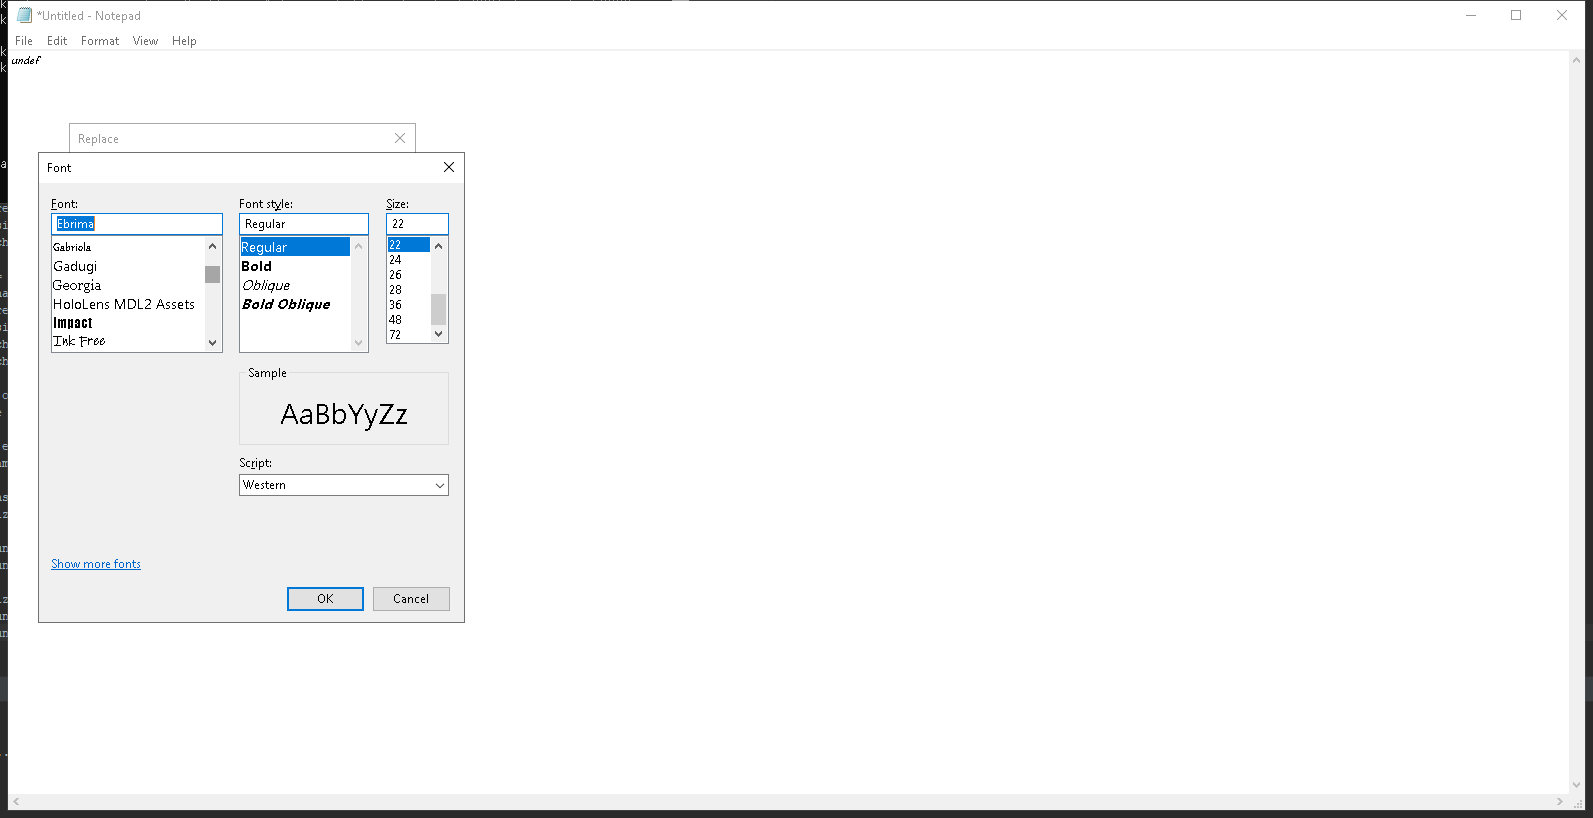 *Untitled - Notepad
File Edit Format View Help
undef
Replace
Font
Font: Font style: Size:
Ebrima Regular 22
Gabriola
Gadugi
Georgia
HoloLens MDL2 Assets
Impact
Ink Free
Regular
Bold
Oblique
Bold Oblique
22
24
26
28
36
48
72
Sample
AaBbYyZz
Script:
Western
Show more fonts
OK Cancel